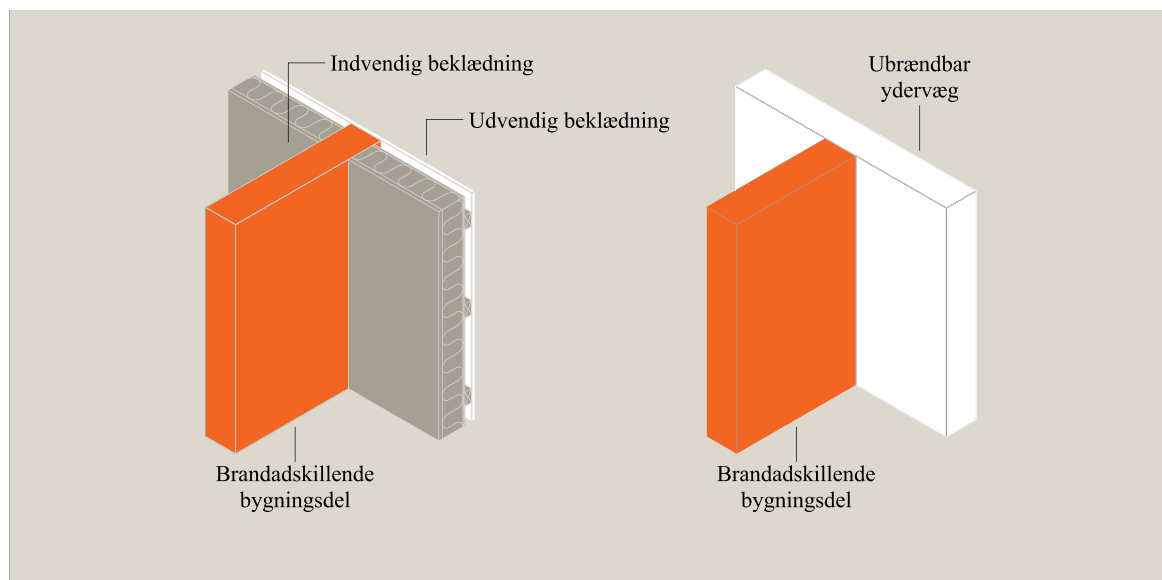 Indvendig beklædning
Udvendig beklædning
Brandadskillende
bygningsdel
Ubrændbar
ydervæg
Brandadskillende
bygningsdel